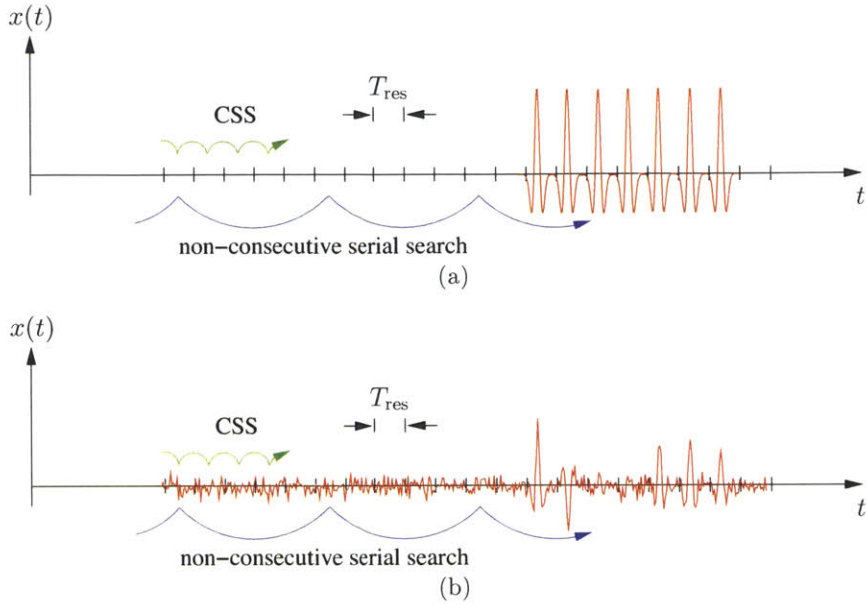 x(t)
T_res
CSS
t
non−consecutive serial search
(a)
x(t)
T_res
CSS
t
non−consecutive serial search
(b)